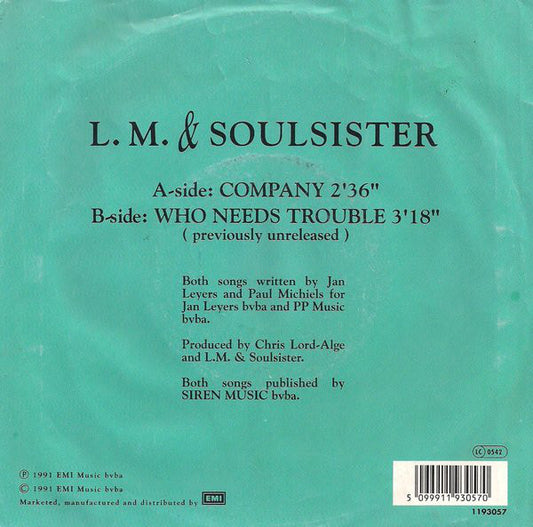 L.M. & SOULSISTER
A-side: COMPANY 2'36"
B-side: WHO NEEDS TROUBLE 3'18"
( previously unreleased )
Both songs written by Jan
Leyers and Paul Michiels for
Jan Leyers bvba and PP Music
bvba.
Produced by Chris Lord-Alge
and L.M. & Soulsister.
Both songs published by
SIREN MUSIC bvba.
LC 0542
Ⓟ 1991 EMI Music bvba
© 1991 EMI Music bvba
Marketed, manufactured and distributed by EMI
5 099911 930570
1193057